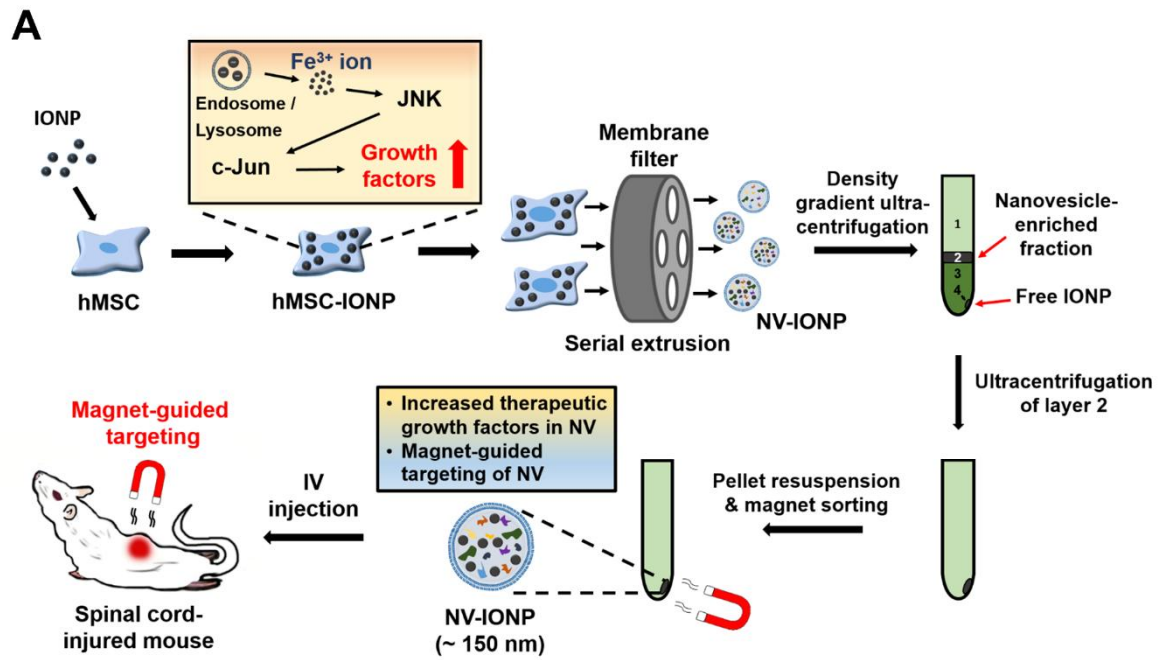 A
IONP
hMSC
Fe³⁺ ion
Endosome /
Lysosome
JNK
c-Jun
Growth
factors
hMSC-IONP
Membrane
filter
Serial extrusion
NV-IONP
Density
gradient ultra-
centrifugation
1
2
3
4
Nanovesicle-
enriched
fraction
Free IONP
Ultracentrifugation
of layer 2
Pellet resuspension
& magnet sorting
• Increased therapeutic
growth factors in NV
• Magnet-guided
targeting of NV
NV-IONP
(~ 150 nm)
IV
injection
Magnet-guided
targeting
Spinal cord-
injured mouse